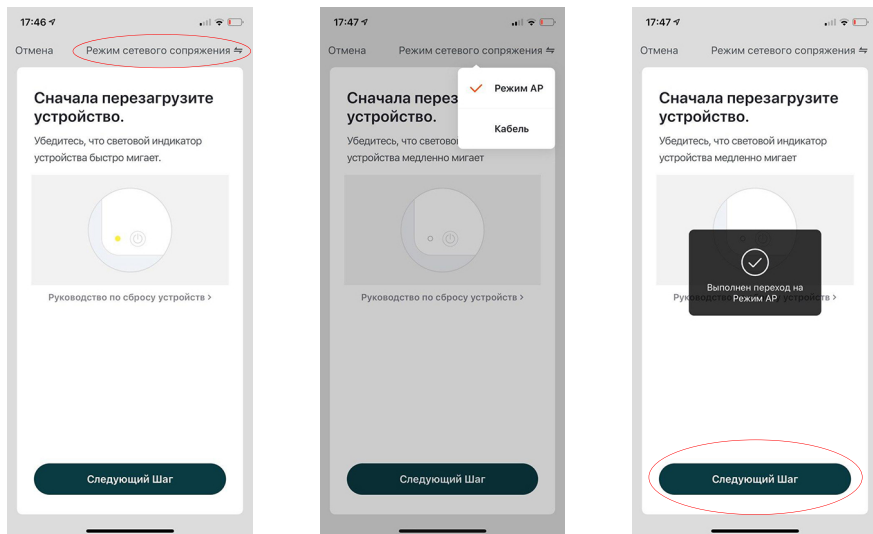 17:46
Отмена
Режим сетевого сопряжения
Сначала перезагрузите
устройство.
Убедитесь, что световой индикатор
устройства быстро мигает.
Руководство по сбросу устройств >
Следующий Шаг
17:47
Отмена
Режим сетевого сопряжения
Режим AP
Кабель
Сначала перез
устройство.
Убедитесь, что светово
устройства медленно мигает
Руководство по сбросу устройств >
Следующий Шаг
17:47
Отмена
Режим сетевого сопряжения
Сначала перезагрузите
устройство.
Убедитесь, что световой индикатор
устройства медленно мигает
Выполнен переход на
Режим AP
Руководство по сбросу устройств >
Следующий Шаг